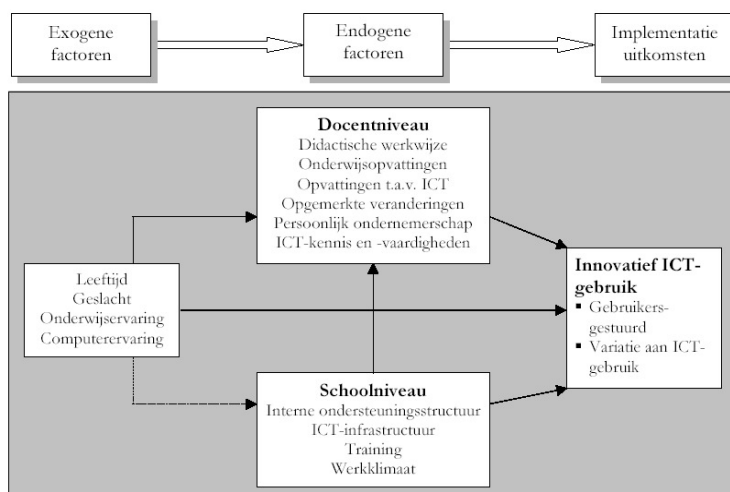 Exogene
factoren
Endogene
factoren
Implementatie
uitkomsten
Docentniveau
Didactische werkwijze
Onderwijsopvattingen
Opvattingen t.a.v. ICT
Opgemerkte veranderingen
Persoonlijk ondernemerschap
ICT-kennis en -vaardigheden
Leeftijd
Geslacht
Onderwijservaring
Computerervaring
Innovatief ICT-
gebruik
▪ Gebruikers-
gestuurd
▪ Variatie aan ICT-
gebruik
Schoolniveau
Interne ondersteuningsstructuur
ICT-infrastructuur
Training
Werkklimaat